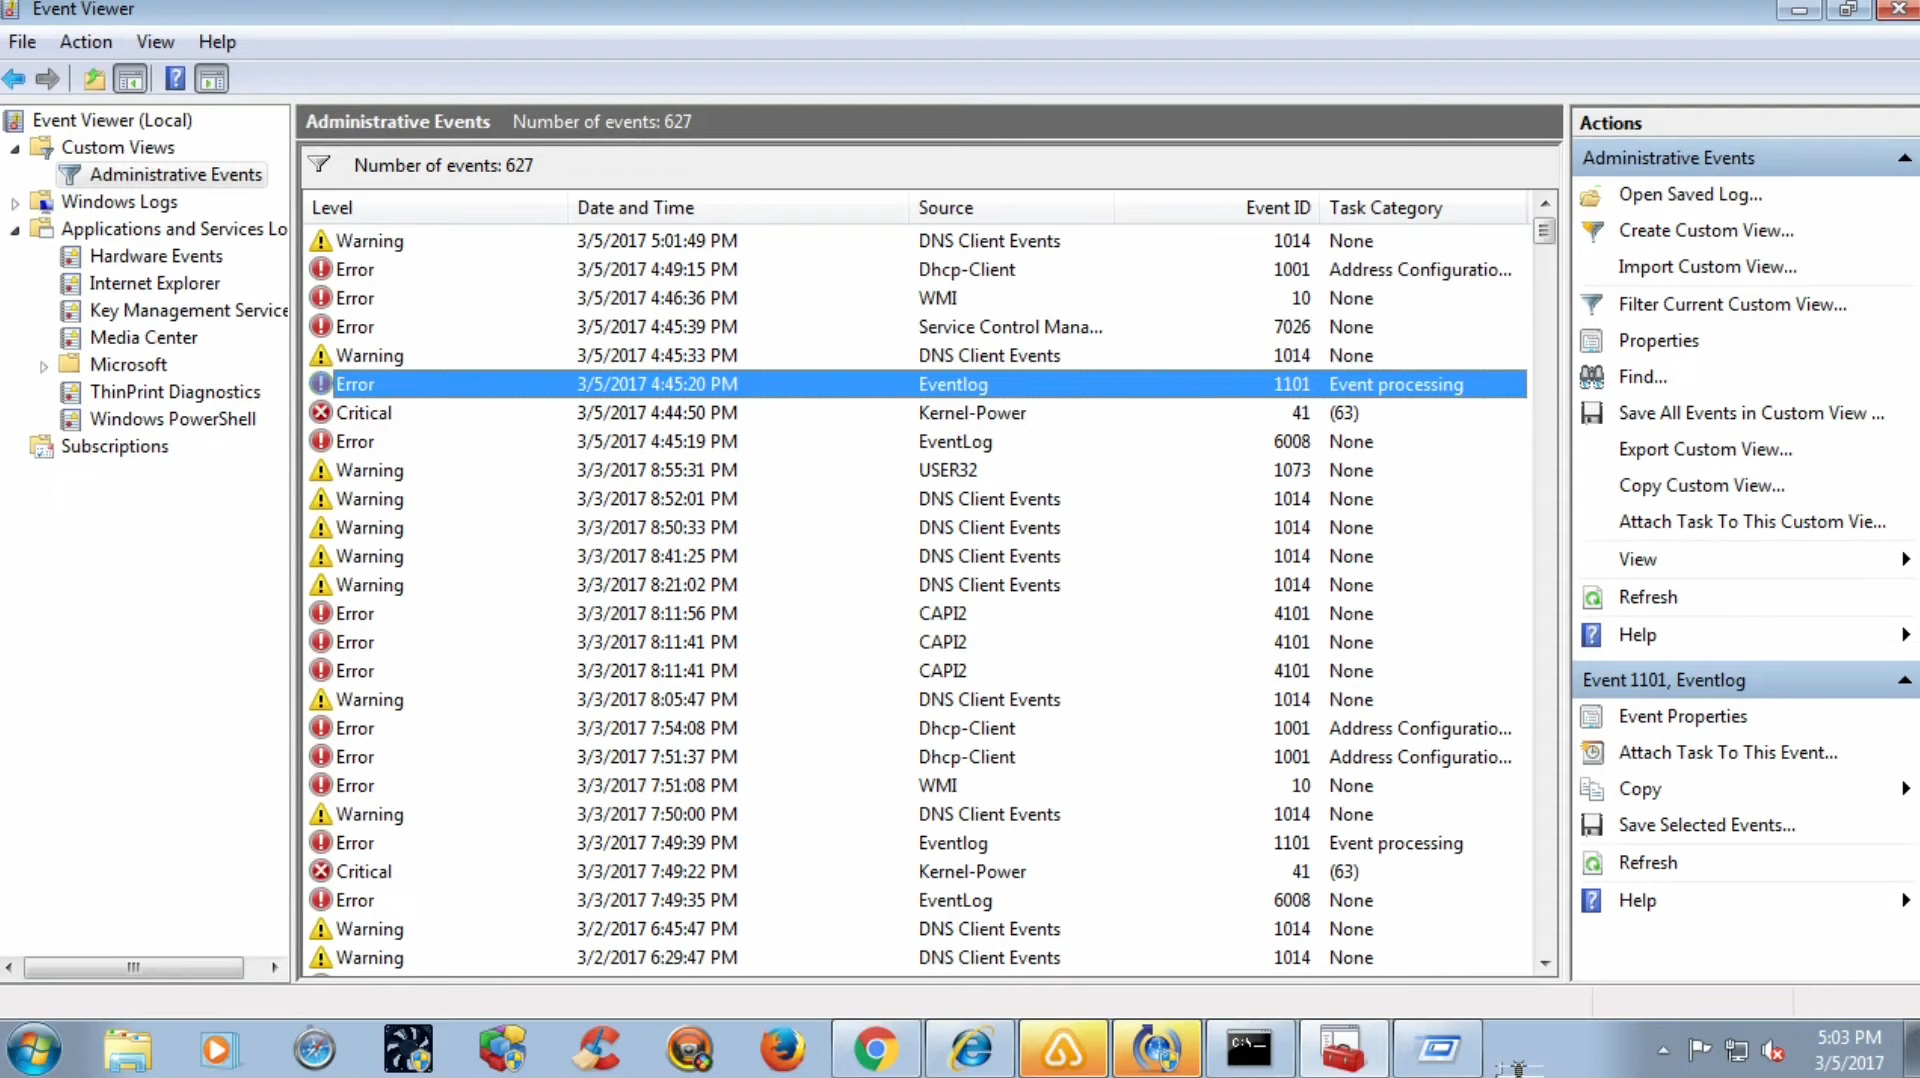 Event Viewer
File Action View Help
Event Viewer (Local)
Custom Views
Administrative Events
Windows Logs
Applications and Services Lo
Hardware Events
Internet Explorer
Key Management Service
Media Center
Microsoft
ThinPrint Diagnostics
Windows PowerShell
Subscriptions
Administrative Events Number of events: 627
Number of events: 627
Level Date and Time Source Event ID Task Category
Warning 3/5/2017 5:01:49 PM DNS Client Events 1014 None
Error 3/5/2017 4:49:15 PM Dhcp-Client 1001 Address Configuratio...
Error 3/5/2017 4:46:36 PM WMI 10 None
Error 3/5/2017 4:45:39 PM Service Control Mana... 7026 None
Warning 3/5/2017 4:45:33 PM DNS Client Events 1014 None
Error 3/5/2017 4:45:20 PM Eventlog 1101 Event processing
Critical 3/5/2017 4:44:50 PM Kernel-Power 41 (63)
Error 3/5/2017 4:45:19 PM EventLog 6008 None
Warning 3/3/2017 8:55:31 PM USER32 1073 None
Warning 3/3/2017 8:52:01 PM DNS Client Events 1014 None
Warning 3/3/2017 8:50:33 PM DNS Client Events 1014 None
Warning 3/3/2017 8:41:25 PM DNS Client Events 1014 None
Warning 3/3/2017 8:21:02 PM DNS Client Events 1014 None
Error 3/3/2017 8:11:56 PM CAPI2 4101 None
Error 3/3/2017 8:11:41 PM CAPI2 4101 None
Error 3/3/2017 8:11:41 PM CAPI2 4101 None
Warning 3/3/2017 8:05:47 PM DNS Client Events 1014 None
Error 3/3/2017 7:54:08 PM Dhcp-Client 1001 Address Configuratio...
Error 3/3/2017 7:51:37 PM Dhcp-Client 1001 Address Configuratio...
Error 3/3/2017 7:51:08 PM WMI 10 None
Warning 3/3/2017 7:50:00 PM DNS Client Events 1014 None
Error 3/3/2017 7:49:39 PM Eventlog 1101 Event processing
Critical 3/3/2017 7:49:22 PM Kernel-Power 41 (63)
Error 3/3/2017 7:49:35 PM EventLog 6008 None
Warning 3/2/2017 6:45:47 PM DNS Client Events 1014 None
Warning 3/2/2017 6:29:47 PM DNS Client Events 1014 None
Actions
Administrative Events
Open Saved Log...
Create Custom View...
Import Custom View...
Filter Current Custom View...
Properties
Find...
Save All Events in Custom View ...
Export Custom View...
Copy Custom View...
Attach Task To This Custom Vie...
View
Refresh
Help
Event 1101, Eventlog
Event Properties
Attach Task To This Event...
Copy
Save Selected Events...
Refresh
Help
C:\_
5:03 PM
3/5/2017